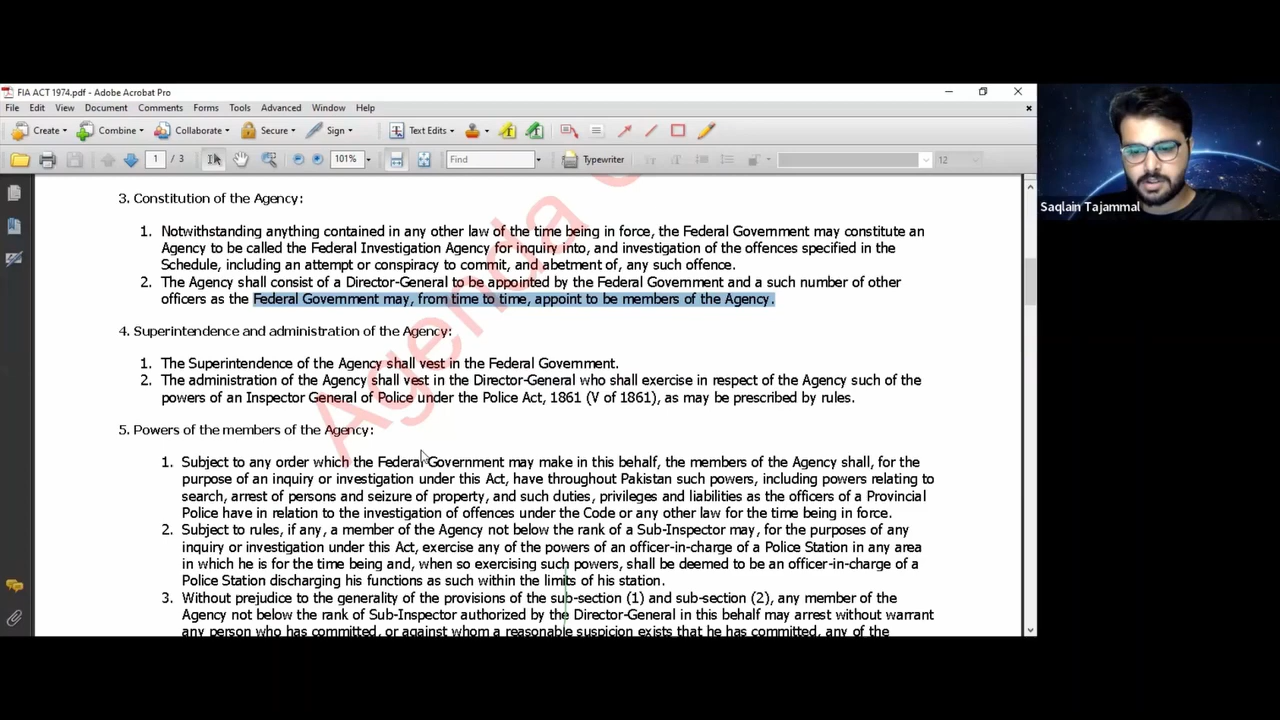 FIA ACT 1974.pdf - Adobe Acrobat Pro
File Edit View Document Comments Forms Tools Advanced Window Help
Create Combine Collaborate Secure Sign Text Edits
1 / 3 101% Find Typewriter 12
3. Constitution of the Agency:
1. Notwithstanding anything contained in any other law of the time being in force, the Federal Government may constitute an
Agency to be called the Federal Investigation Agency for inquiry into, and investigation of the offences specified in the
Schedule, including an attempt or conspiracy to commit, and abetment of, any such offence.
2. The Agency shall consist of a Director-General to be appointed by the Federal Government and a such number of other
officers as the Federal Government may, from time to time, appoint to be members of the Agency.
4. Superintendence and administration of the Agency:
1. The Superintendence of the Agency shall vest in the Federal Government.
2. The administration of the Agency shall vest in the Director-General who shall exercise in respect of the Agency such of the
powers of an Inspector General of Police under the Police Act, 1861 (V of 1861), as may be prescribed by rules.
5. Powers of the members of the Agency:
1. Subject to any order which the Federal Government may make in this behalf, the members of the Agency shall, for the
purpose of an inquiry or investigation under this Act, have throughout Pakistan such powers, including powers relating to
search, arrest of persons and seizure of property, and such duties, privileges and liabilities as the officers of a Provincial
Police have in relation to the investigation of offences under the Code or any other law for the time being in force.
2. Subject to rules, if any, a member of the Agency not below the rank of a Sub-Inspector may, for the purposes of any
inquiry or investigation under this Act, exercise any of the powers of an officer-in-charge of a Police Station in any area
in which he is for the time being and, when so exercising such powers, shall be deemed to be an officer-in-charge of a
Police Station discharging his functions as such within the limits of his station.
3. Without prejudice to the generality of the provisions of the sub-section (1) and sub-section (2), any member of the
Agency not below the rank of Sub-Inspector authorized by the Director-General in this behalf may arrest without warrant
any person who has committed, or against whom a reasonable suspicion exists that he has committed, any of the
Agenda
Saqlain Tajammal